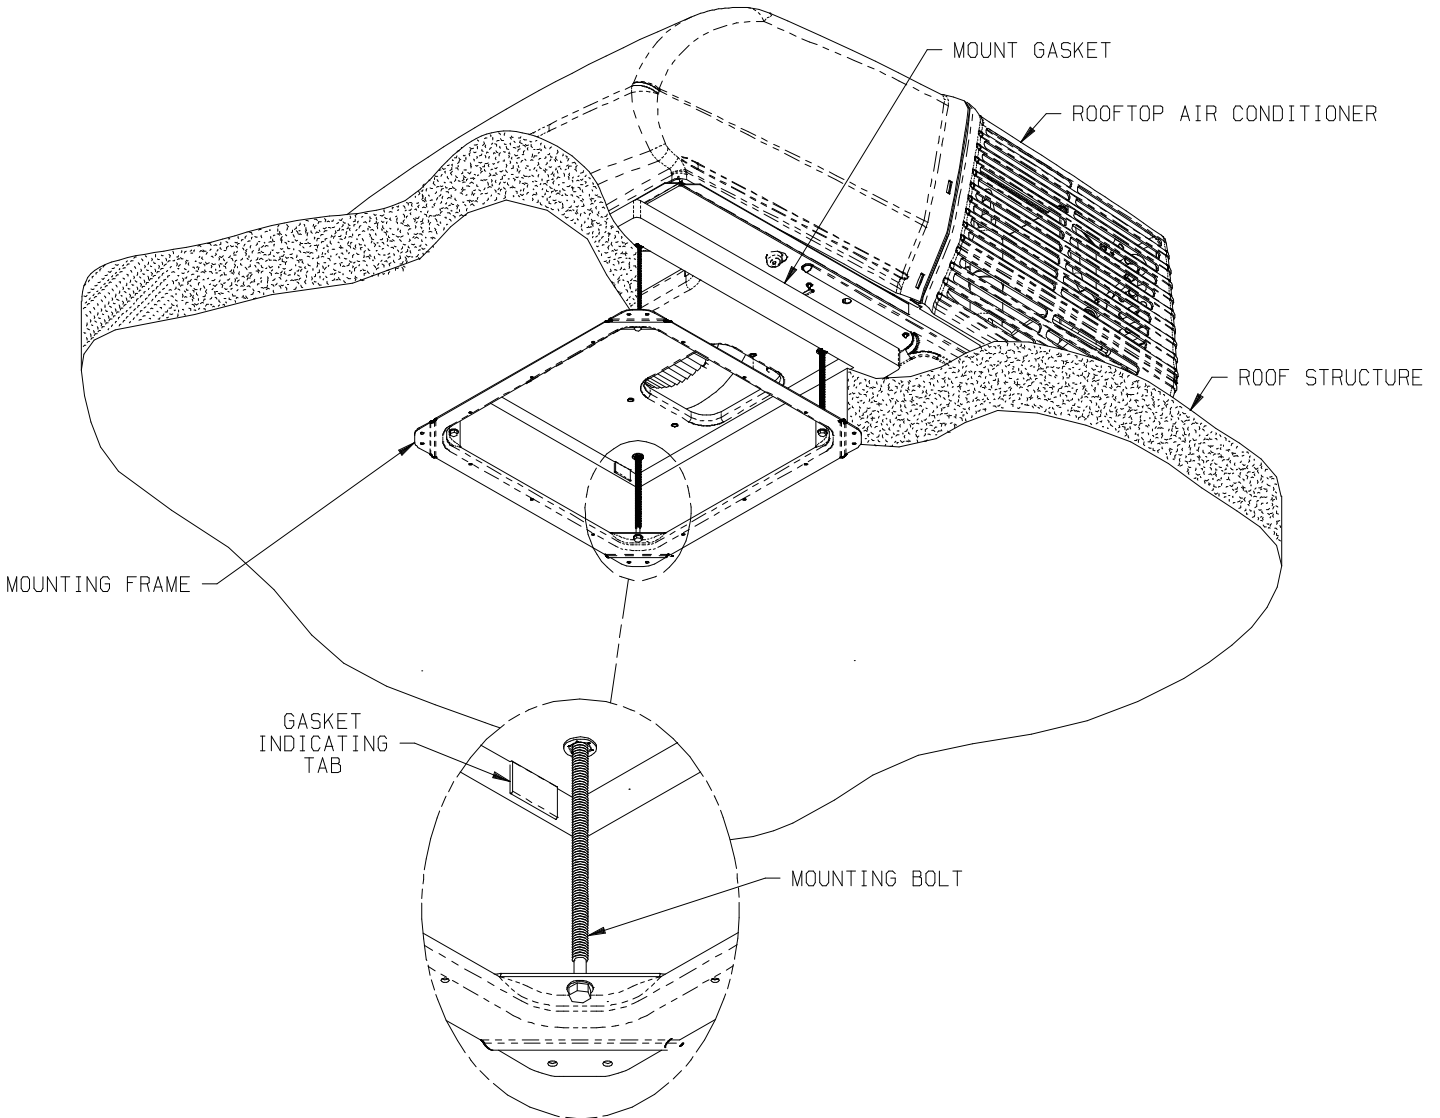 MOUNT GASKET
ROOFTOP AIR CONDITIONER
ROOF STRUCTURE
MOUNTING FRAME
GASKET
INDICATING
TAB
MOUNTING BOLT